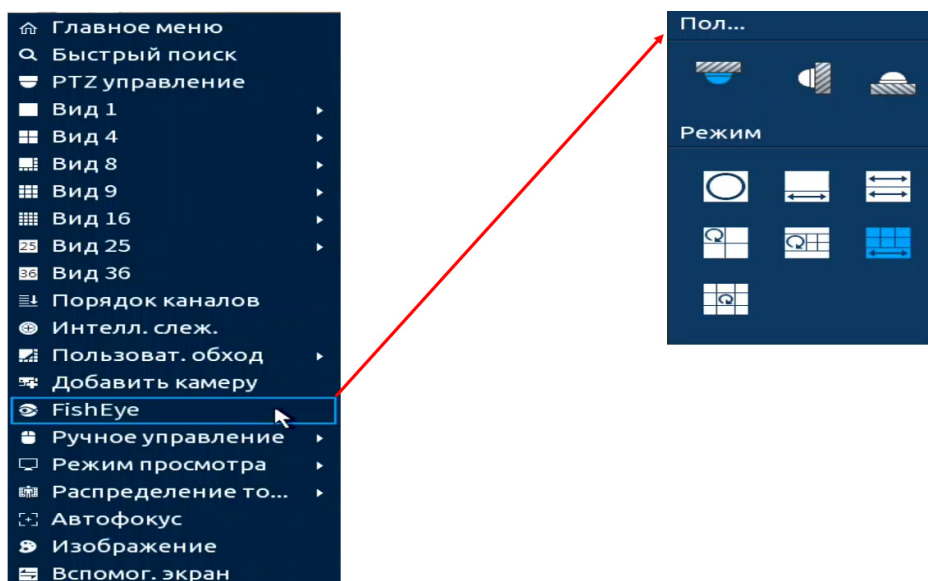 Главное меню
Быстрый поиск
PTZ управление
Вид 1
Вид 4
Вид 8
Вид 9
Вид 16
25 Вид 25
36 Вид 36
Порядок каналов
Интелл. слеж.
Пользоват. обход
Добавить камеру
FishEye
Ручное управление
Режим просмотра
Распределение то...
Автофокус
Изображение
Вспомог. экран
Пол...
Режим